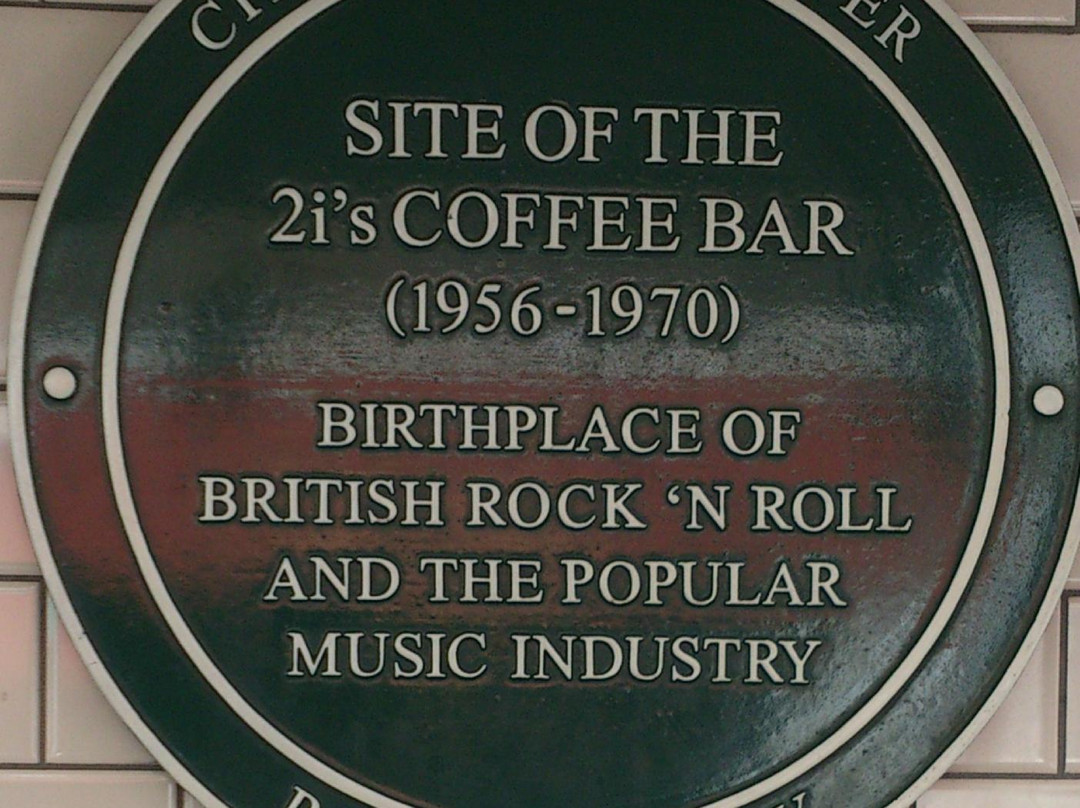 SITE OF THE
2i's COFFEE BAR
(1956-1970)
BIRTHPLACE OF
BRITISH ROCK ‘N ROLL
AND THE POPULAR
MUSIC INDUSTRY